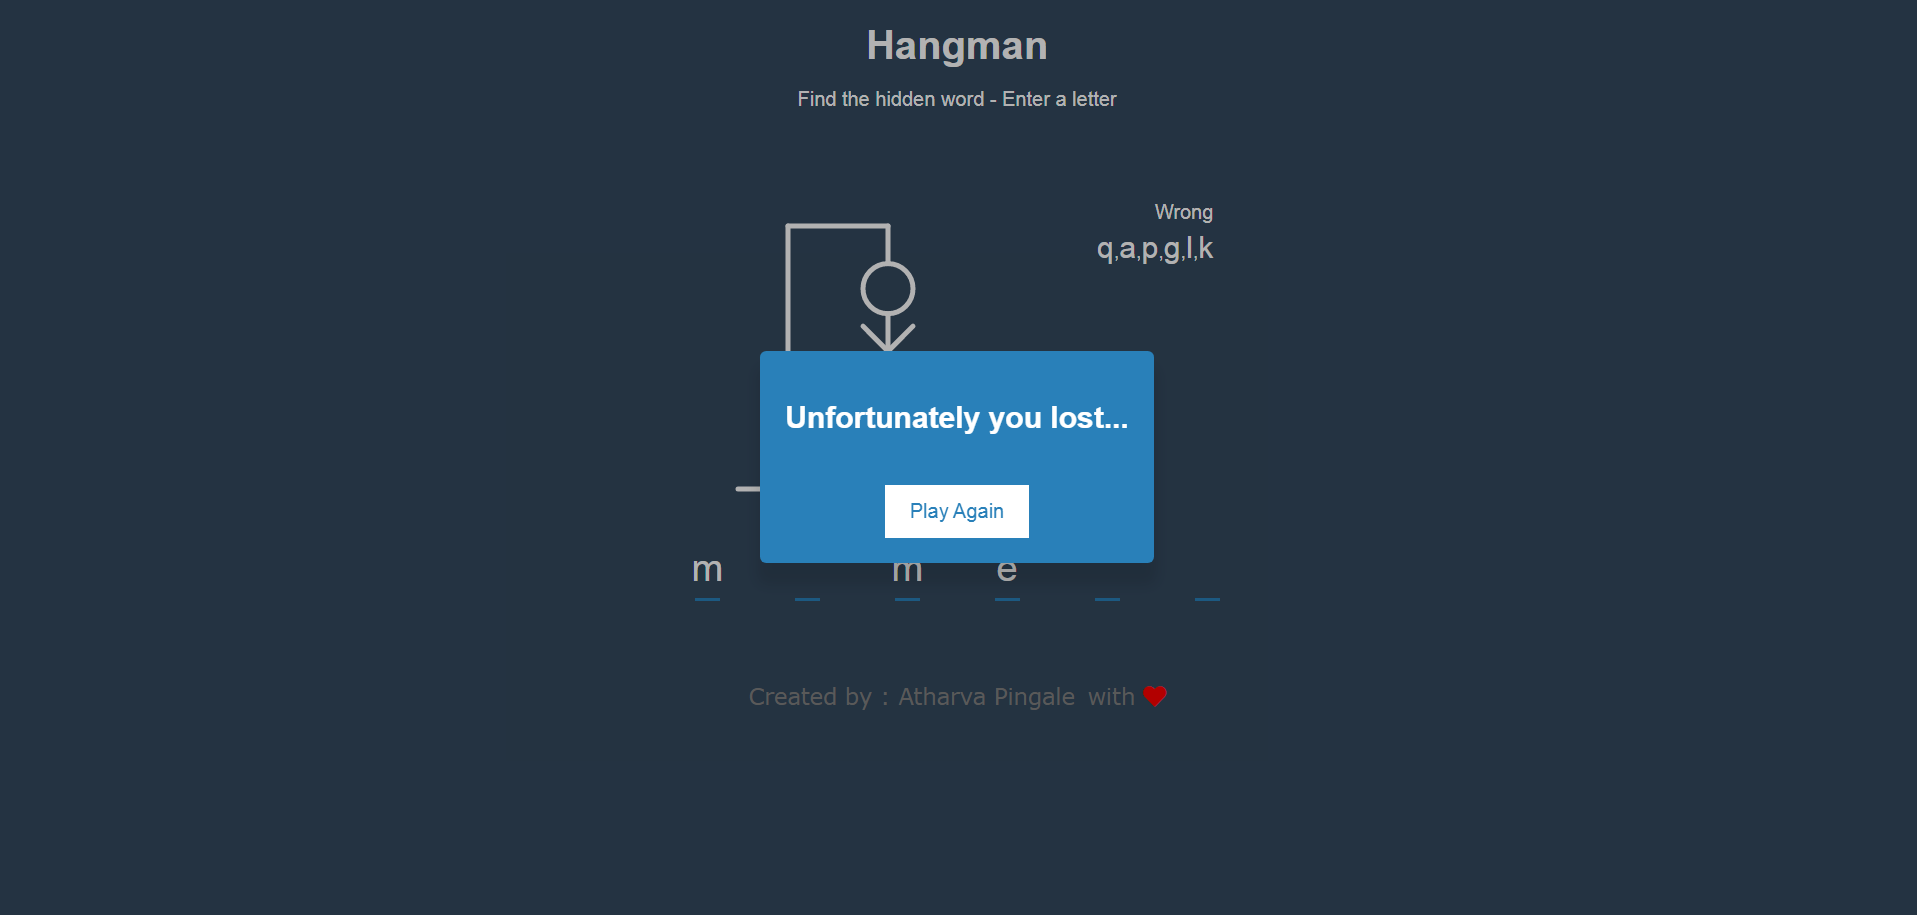 Hangman
Find the hidden word - Enter a letter
Wrong
q,a,p,g,l,k
Unfortunately you lost...
Play Again
m m e
Created by : Atharva Pingale with